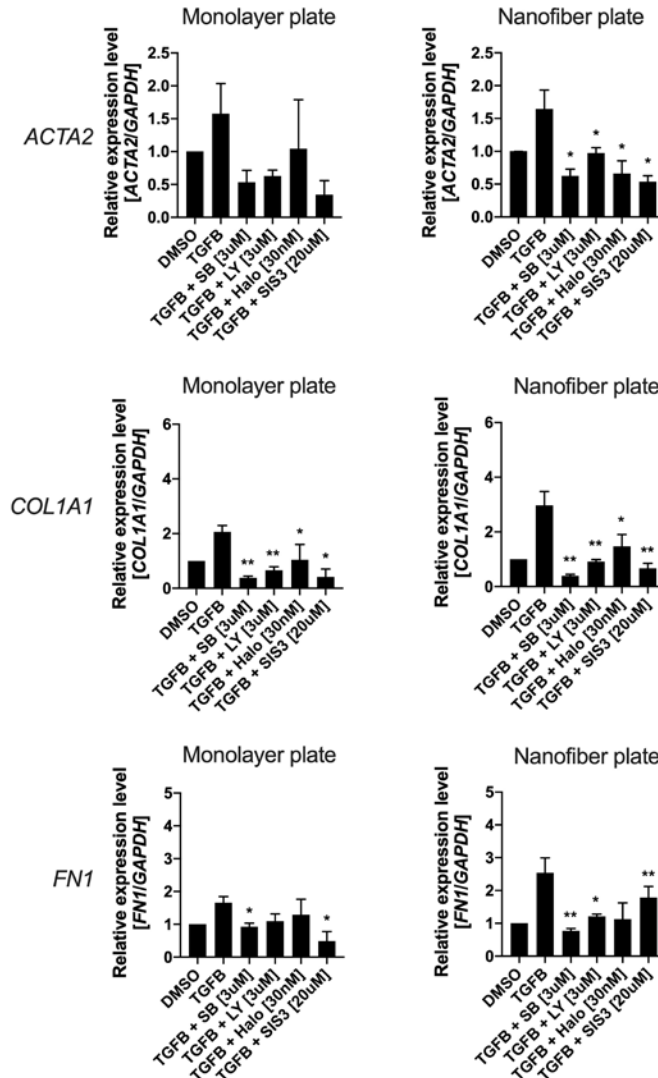 Monolayer plate
Nanofiber plate
ACTA2
Relative expression level
[ACTA2/GAPDH]
2.5
2.0
1.5
1.0
0.5
0.0
DMSO
TGFB
TGFB + SB [3uM]
TGFB + LY [3uM]
TGFB + Halo [30nM]
TGFB + SIS3 [20uM]
Relative expression level
[ACTA2/GAPDH]
2.5
2.0
1.5
1.0
0.5
0.0
*
*
*
*
DMSO
TGFB
TGFB + SB [3uM]
TGFB + LY [3uM]
TGFB + Halo [30nM]
TGFB + SIS3 [20uM]
Monolayer plate
Nanofiber plate
COL1A1
Relative expression level
[COL1A1/GAPDH]
6
4
2
0
**
**
*
*
DMSO
TGFB
TGFB + SB [3uM]
TGFB + LY [3uM]
TGFB + Halo [30nM]
TGFB + SIS3 [20uM]
Relative expression level
[COL1A1/GAPDH]
6
4
2
0
**
**
*
**
DMSO
TGFB
TGFB + SB [3uM]
TGFB + LY [3uM]
TGFB + Halo [30nM]
TGFB + SIS3 [20uM]
Monolayer plate
Nanofiber plate
FN1
Relative expression level
[FN1/GAPDH]
5
4
3
2
1
0
*
*
DMSO
TGFB
TGFB + SB [3uM]
TGFB + LY [3uM]
TGFB + Halo [30nM]
TGFB + SIS3 [20uM]
Relative expression level
[FN1/GAPDH]
5
4
3
2
1
0
**
*
**
DMSO
TGFB
TGFB + SB [3uM]
TGFB + LY [3uM]
TGFB + Halo [30nM]
TGFB + SIS3 [20uM]